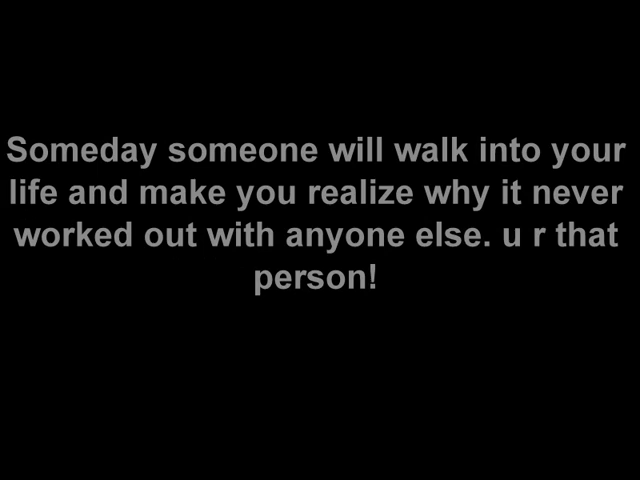 Someday someone will walk into your
life and make you realize why it never
worked out with anyone else. u r that
person!